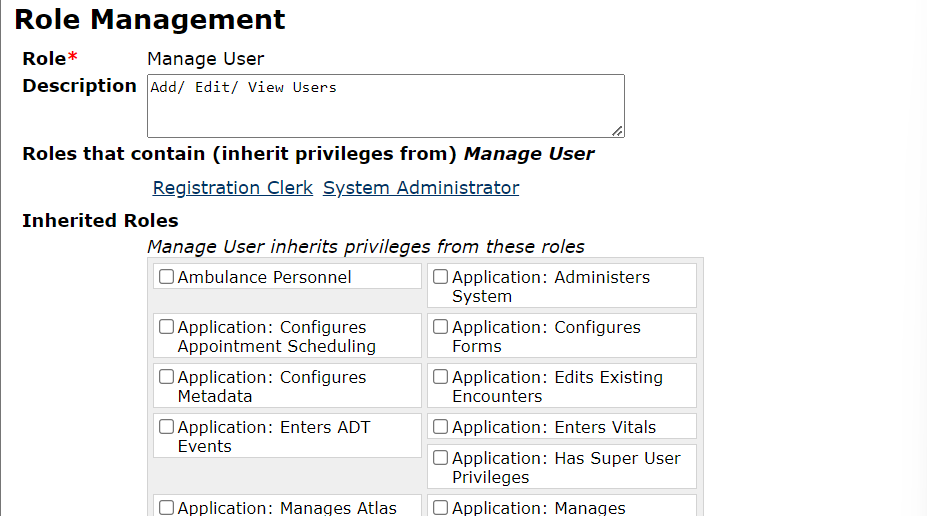 Role Management
Role* Manage User
Description Add/ Edit/ View Users
Roles that contain (inherit privileges from) Manage User
Registration Clerk System Administrator
Inherited Roles
Manage User inherits privileges from these roles
Ambulance Personnel
Application: Administers
System
Application: Configures
Appointment Scheduling
Application: Configures
Forms
Application: Configures
Metadata
Application: Edits Existing
Encounters
Application: Enters ADT
Events
Application: Enters Vitals
Application: Has Super User
Privileges
Application: Manages Atlas
Application: Manages